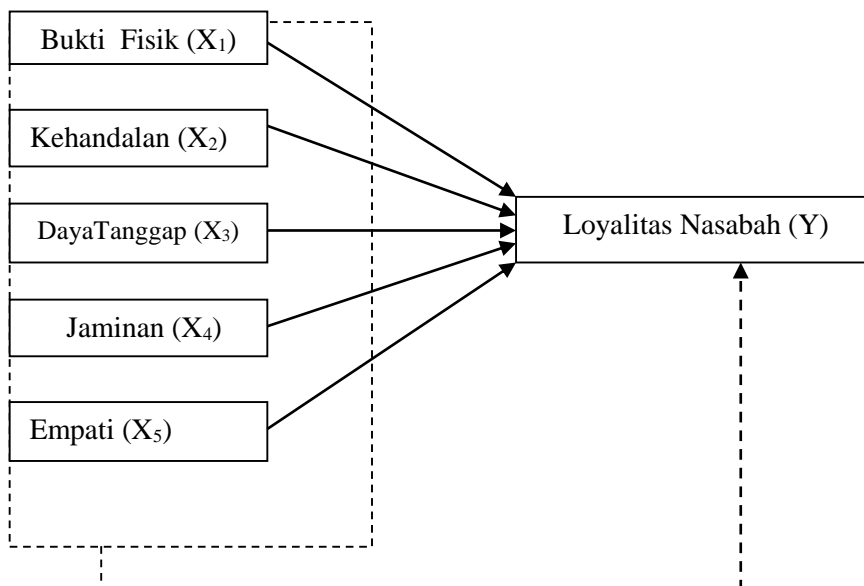 Bukti Fisik (X₁)
Kehandalan (X₂)
DayaTanggap (X₃)
Loyalitas Nasabah (Y)
Jaminan (X₄)
Empati (X₅)